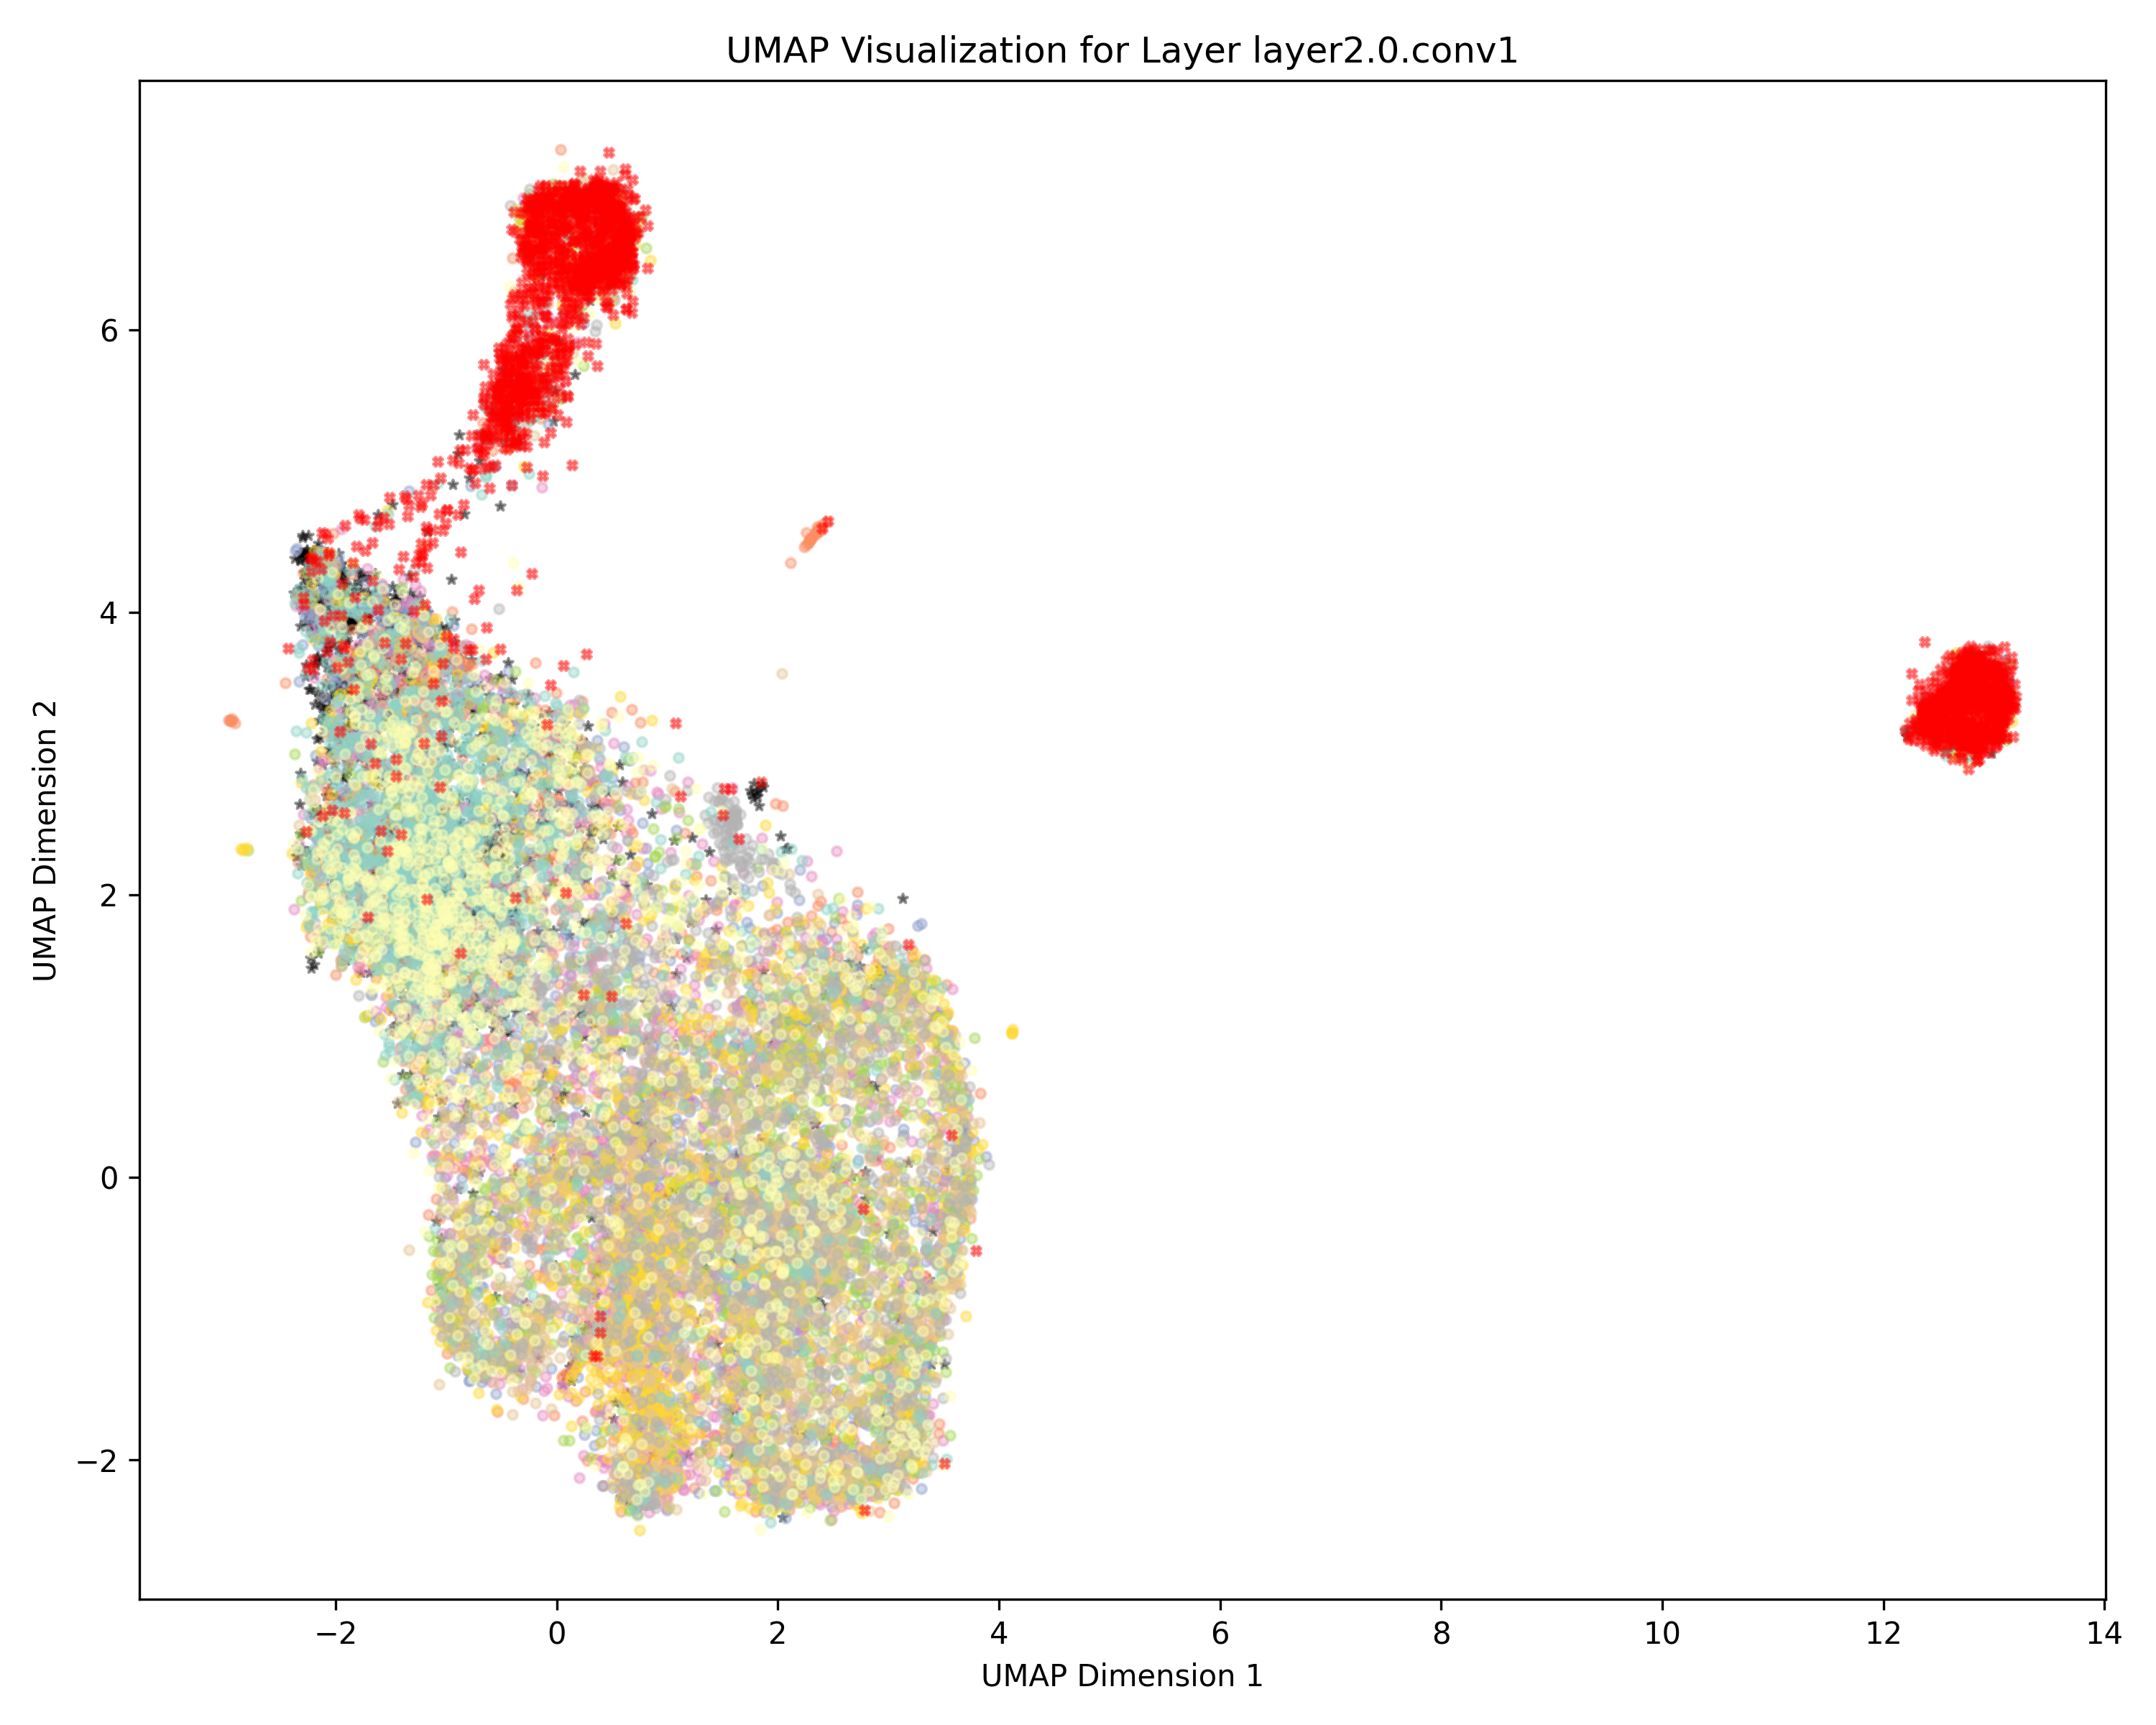 UMAP Visualization for Layer layer2.0.conv1
UMAP Dimension 2
6
4
2
0
−2
−2 0 2 4 6 8 10 12 14
UMAP Dimension 1